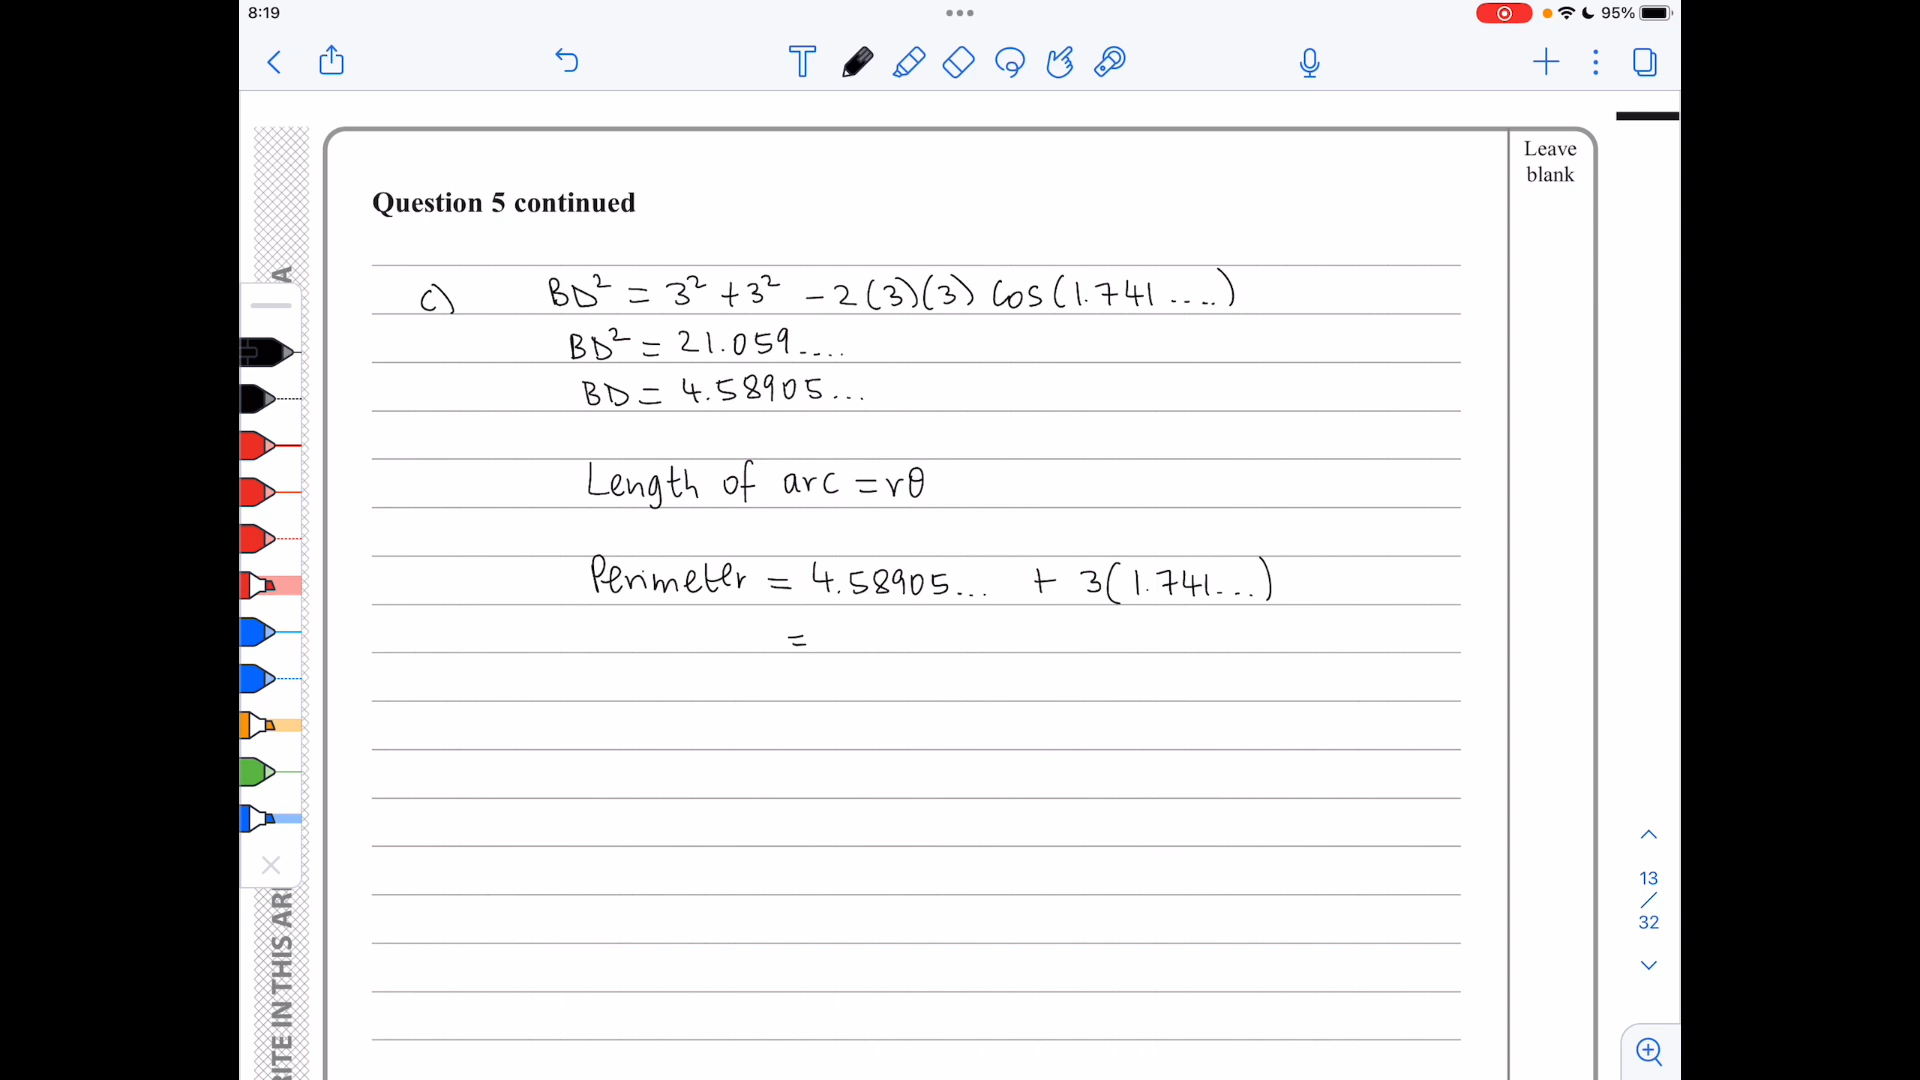 8:19
95%
Leave
blank
Question 5 continued
A
c) BD² = 3² + 3² - 2(3)(3) Cos(1.741....)
BD² = 21.059....
BD = 4.58905...
Length of arc = rθ
Perimeter = 4.58905... + 3(1.741...)
=
RITE IN THIS AR
13
/
32